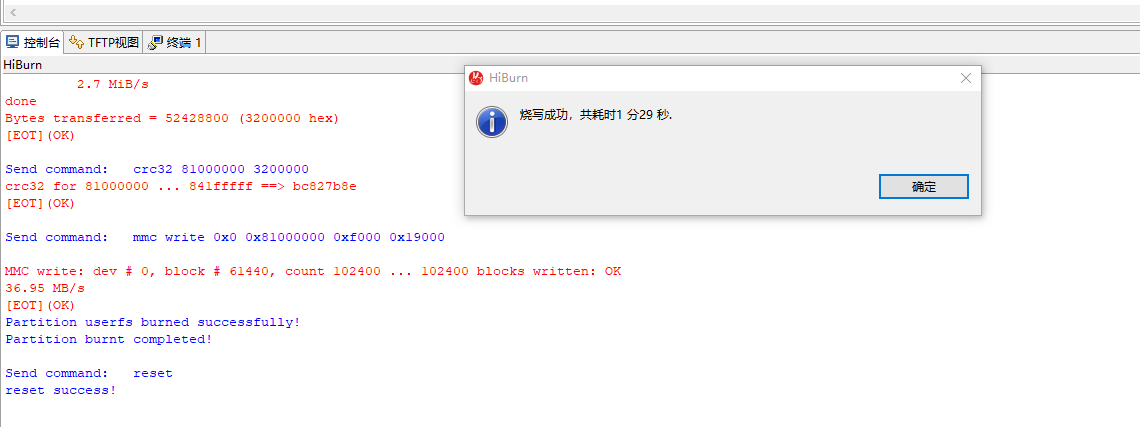 控制台 TFTP视图 终端 1
HiBurn
2.7 MiB/s
done
Bytes transferred = 52428800 (3200000 hex)
[EOT](OK)
Send command:   crc32 81000000 3200000
crc32 for 81000000 ... 841fffff ==> bc827b8e
[EOT](OK)
Send command:   mmc write 0x0 0x81000000 0xf000 0x19000
MMC write: dev # 0, block # 61440, count 102400 ... 102400 blocks written: OK
36.95 MB/s
[EOT](OK)
Partition userfs burned successfully!
Partition burnt completed!
Send command:   reset
reset success!
HiBurn
烧写成功，共耗时1 分29 秒.
确定